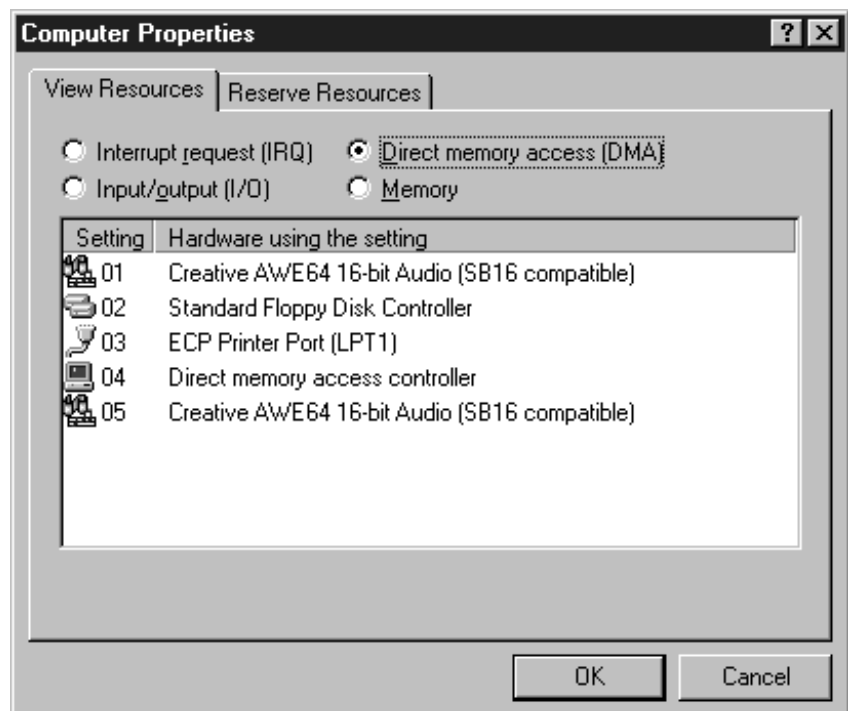 Computer Properties
View Resources Reserve Resources
Interrupt request (IRQ) Direct memory access (DMA)
Input/output (I/O) Memory
Setting Hardware using the setting
01 Creative AWE64 16-bit Audio (SB16 compatible)
02 Standard Floppy Disk Controller
03 ECP Printer Port (LPT1)
04 Direct memory access controller
05 Creative AWE64 16-bit Audio (SB16 compatible)
OK Cancel